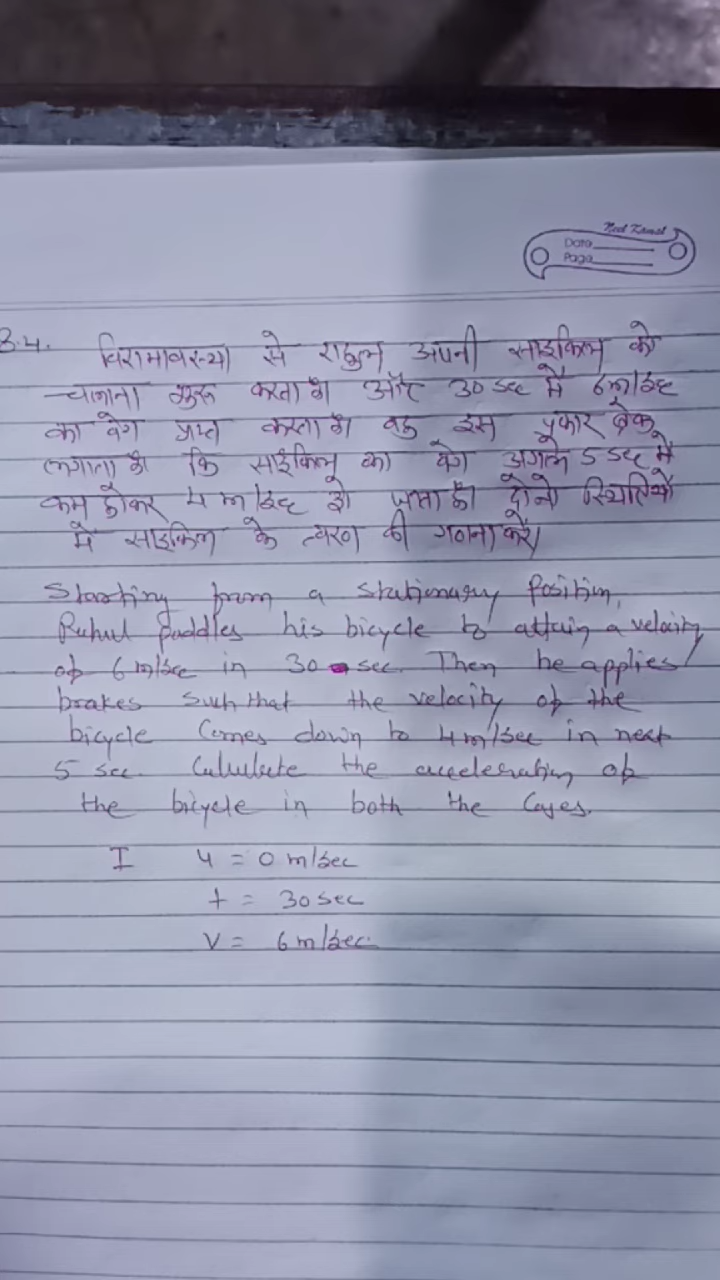 Neel Kamal
Date
Page
3.4. विरामावस्था से राहुल अपनी साइकिल को
चलाना शुरू करता है और 30 sec में 6m/sec
का वेग प्राप्त करता है वह इस प्रकार ब्रेक
लगाता है कि साइकिल का वेग अगले 5 sec में
कम होकर 4 m/sec हो जाता है। दोनो स्थितियों
में साइकिल के त्वरण की गणना करें।
Starting from a stationary position,
Rahul paddles his bicycle to attain a velocity
of 6m/sec in 30 sec. Then he applies
brakes such that the velocity of the
bicycle Comes down to 4m/sec in next
5 sec. Calculate the acceleration of
the bicycle in both the Cases.
I u = 0 m/sec
t = 30 sec
V = 6 m/sec.